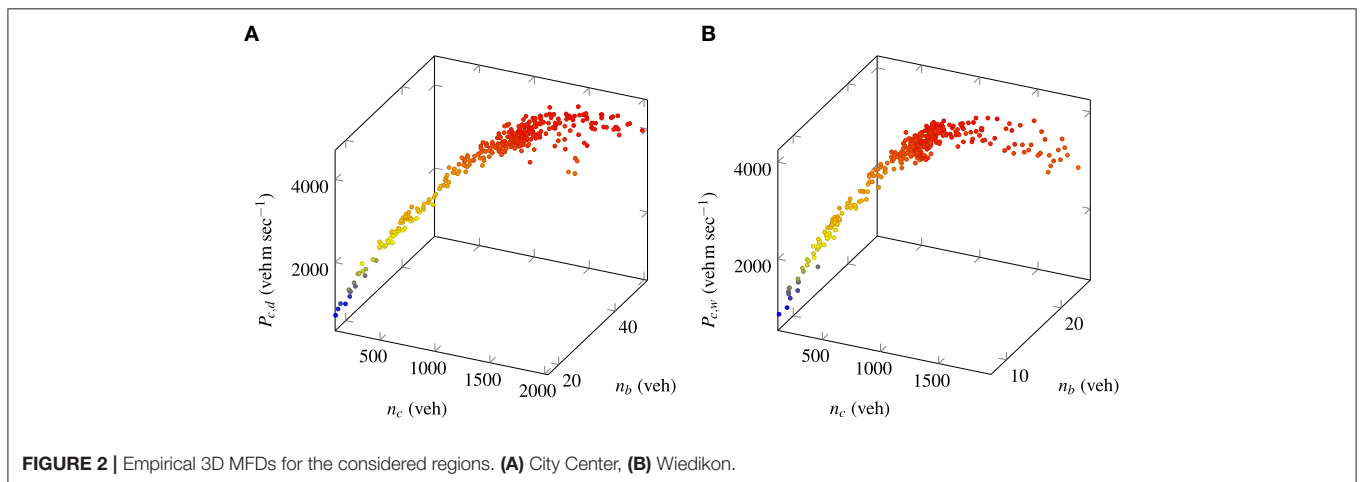 A
B
4000
2000
P_{c,d} (veh m sec^{−1})
500
1000
1500
2000
n_c (veh)
20
40
n_b (veh)
4000
2000
P_{c,w} (veh m sec^{−1})
500
1000
1500
n_c (veh)
10
20
n_b (veh)
FIGURE 2 | Empirical 3D MFDs for the considered regions. (A) City Center, (B) Wiedikon.